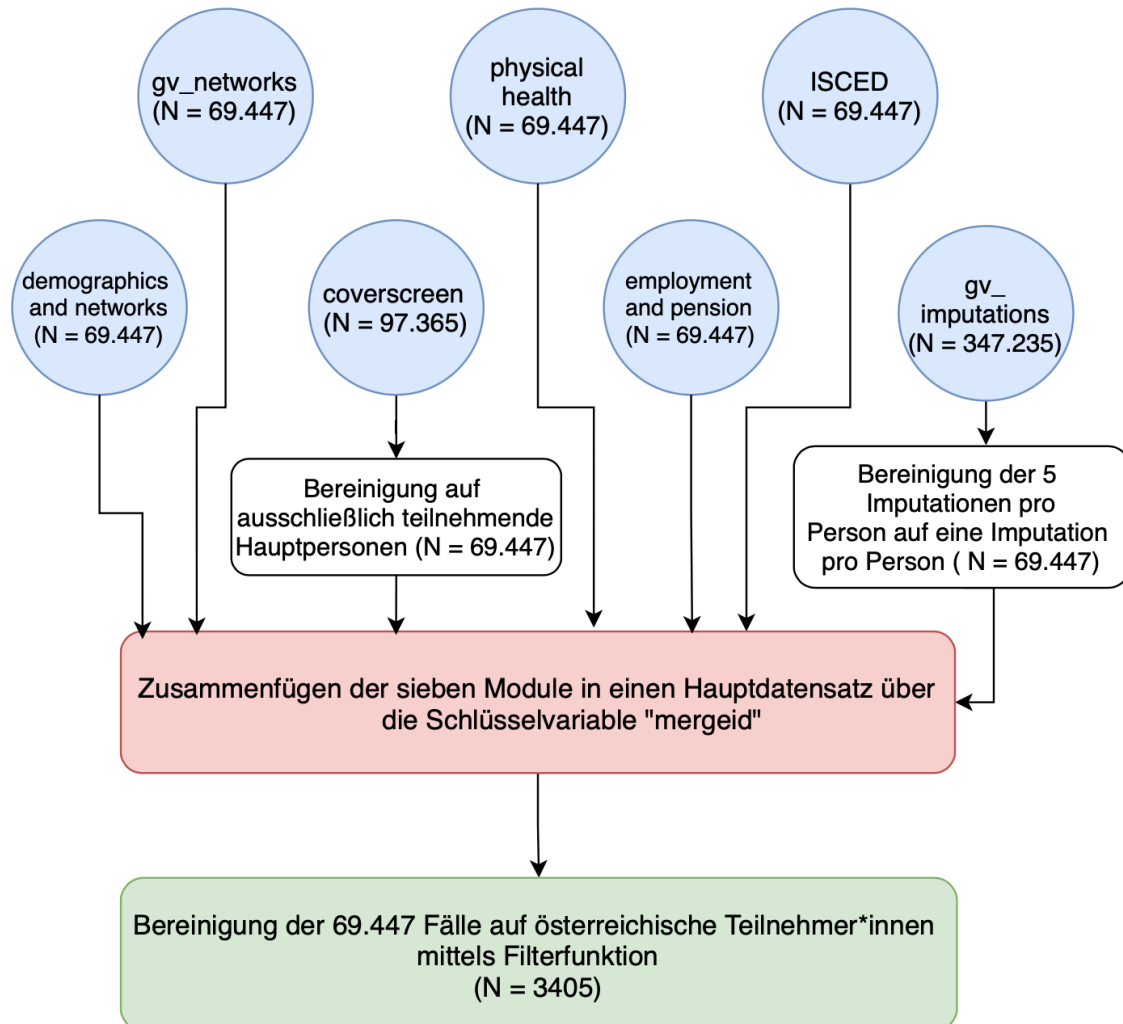 gv_networks
(N = 69.447)
physical
health
(N = 69.447)
ISCED
(N = 69.447)
demographics
and networks
(N = 69.447)
coverscreen
(N = 97.365)
employment
and pension
(N = 69.447)
gv_
imputations
(N = 347.235)
Bereinigung auf
ausschließlich teilnehmende
Hauptpersonen (N = 69.447)
Bereinigung der 5
Imputationen pro
Person auf eine Imputation
pro Person ( N = 69.447)
Zusammenfügen der sieben Module in einen Hauptdatensatz über
die Schlüsselvariable "mergeid"
Bereinigung der 69.447 Fälle auf österreichische Teilnehmer*innen
mittels Filterfunktion
(N = 3405)